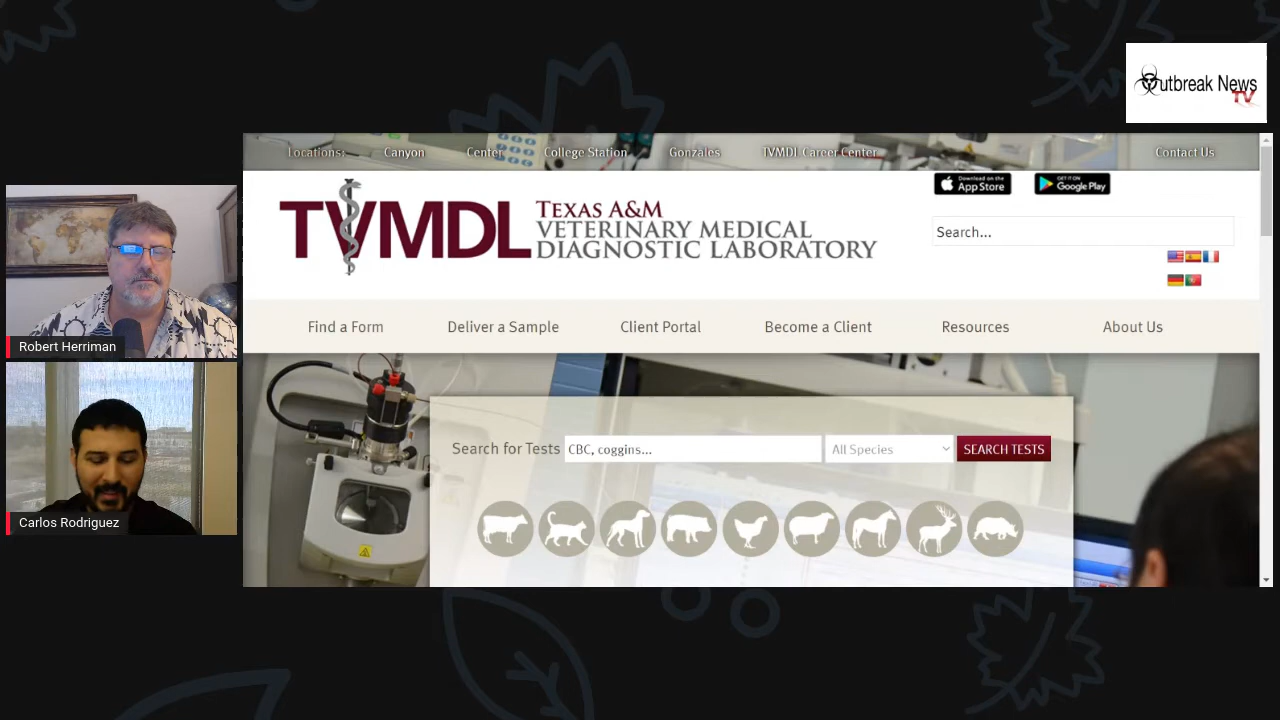 Outbreak News
TV
Locations: Canyon Center College Station Gonzales TVMDL Career Center Contact Us
Download on the
App Store
GET IT ON
Google Play
TVMDL
TEXAS A&M
VETERINARY MEDICAL
DIAGNOSTIC LABORATORY
Search...
Find a Form Deliver a Sample Client Portal Become a Client Resources About Us
Robert Herriman
Carlos Rodriguez
Search for Tests CBC, coggins... All Species SEARCH TESTS